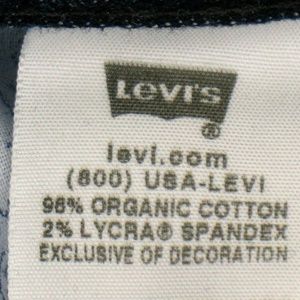 Levi's
®
levi.com
(800) USA-LEVI
98% ORGANIC COTTON
2% LYCRA® SPANDEX
EXCLUSIVE OF DECORATION